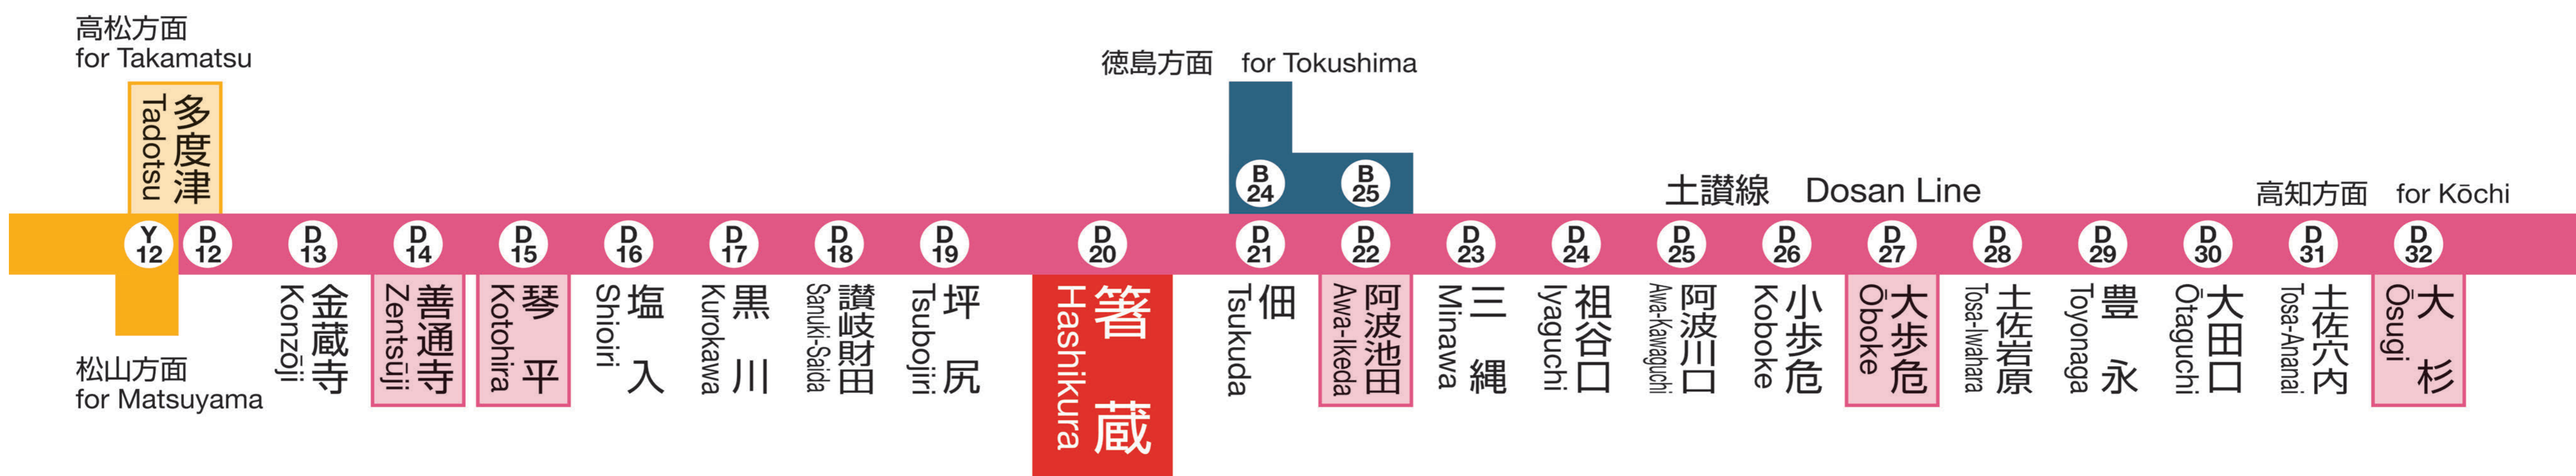 高松方面
for Takamatsu
多度津
Tadotsu
徳島方面 for Tokushima
B
24
B
25
土讃線 Dosan Line
高知方面 for Kōchi
Y
12
D
12
D
13
D
14
D
15
D
16
D
17
D
18
D
19
D
20
D
21
D
22
D
23
D
24
D
25
D
26
D
27
D
28
D
29
D
30
D
31
D
32
松山方面
for Matsuyama
金蔵寺
Konzōji
善通寺
Zentsūji
琴平
Kotohira
塩入
Shioiri
黒川
Kurokawa
讃岐財田
Sanuki-Saida
坪尻
Tsubojiri
箸蔵
Hashikura
佃
Tsukuda
阿波池田
Awa-Ikeda
三縄
Minawa
祖谷口
Iyaguchi
阿波川口
Awa-Kawaguchi
小歩危
Koboke
大歩危
Ōboke
土佐岩原
Tosa-Iwahara
豊永
Toyonaga
大田口
Ōtaguchi
土佐穴内
Tosa-Ananai
大杉
Ōsugi